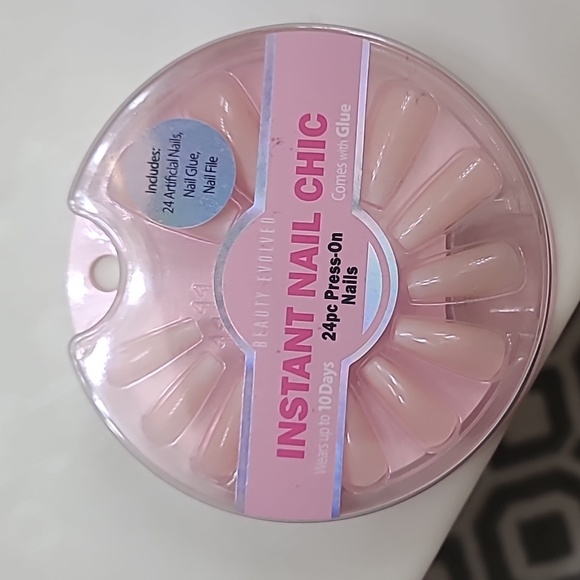 BEAUTY EVOLVED
INSTANT NAIL CHIC
24pc Press-On
Nails
Wears up to 10 Days
Comes with Glue
Includes:
24 Artificial Nails,
Nail Glue,
Nail File